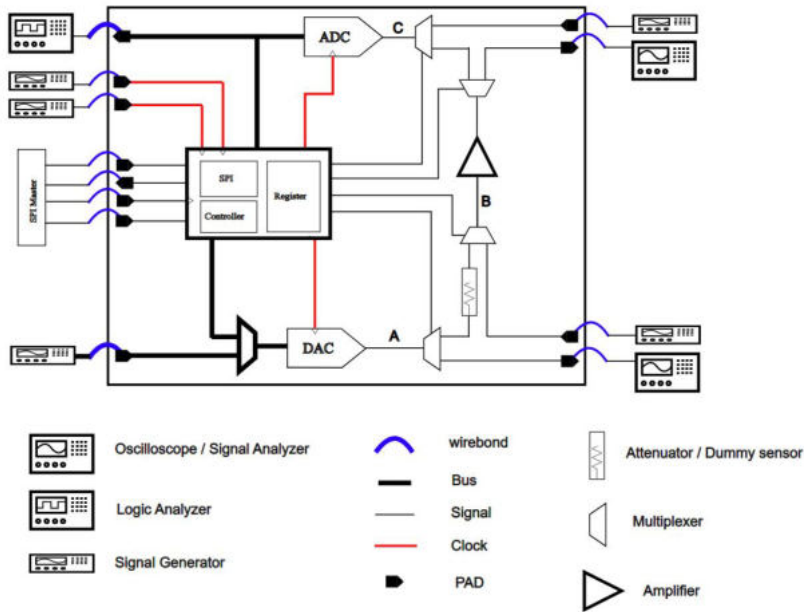 ADC
C
SPI
Register
Controller
SPI Master
B
DAC
A
Oscilloscope / Signal Analyzer
wirebond
Attenuator / Dummy sensor
Bus
Logic Analyzer
Signal
Multiplexer
Clock
Signal Generator
PAD
Amplifier